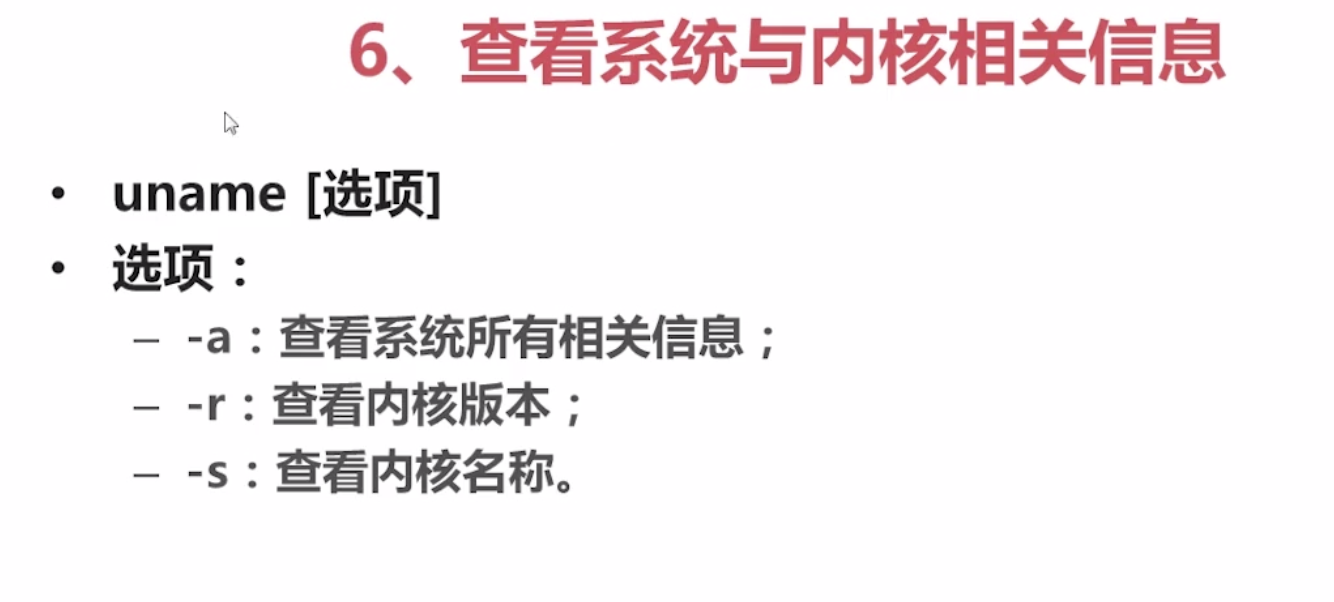 6、查看系统与内核相关信息
• uname [选项]
• 选项：
– -a：查看系统所有相关信息；
– -r：查看内核版本；
– -s：查看内核名称。